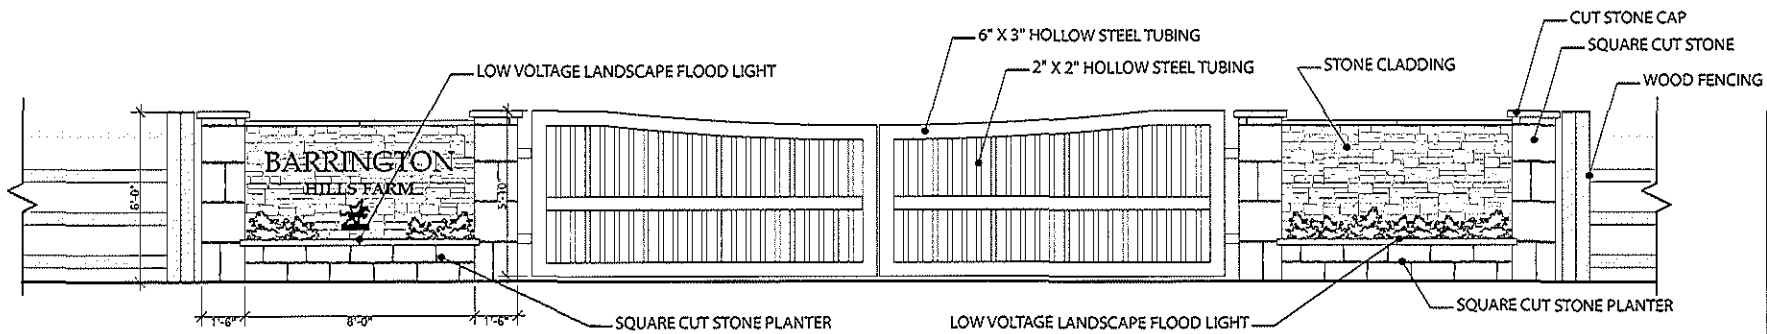 CUT STONE CAP
6" X 3" HOLLOW STEEL TUBING
SQUARE CUT STONE
LOW VOLTAGE LANDSCAPE FLOOD LIGHT
2" X 2" HOLLOW STEEL TUBING
STONE CLADDING
WOOD FENCING
BARRINGTON
HILLS FARM
6'-0"
5'-10"
SQUARE CUT STONE PLANTER
1'-6"
8'-0"
1'-6"
SQUARE CUT STONE PLANTER
LOW VOLTAGE LANDSCAPE FLOOD LIGHT